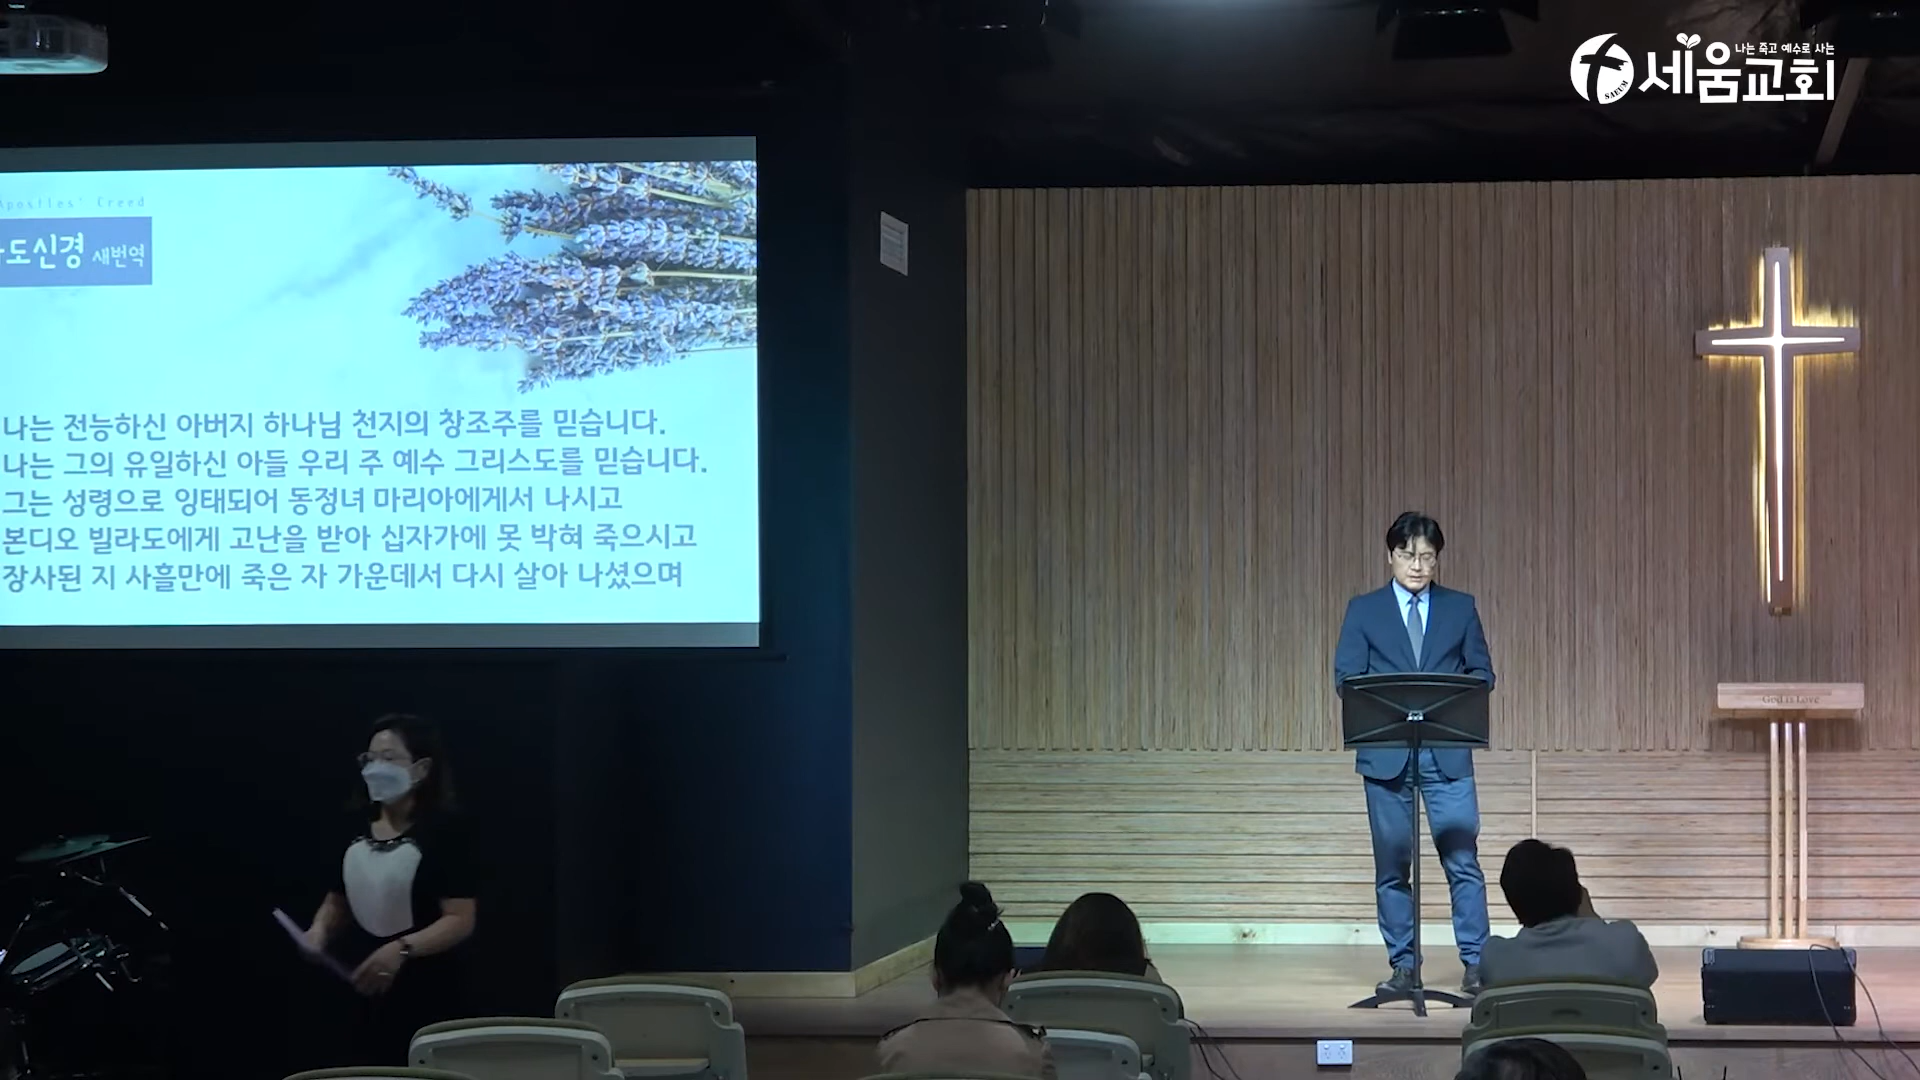 나는 죽고 예수로 사는
세움교회
SAEUM
Apostles' Creed
도신경 새번역
나는 전능하신 아버지 하나님 천지의 창조주를 믿습니다.
나는 그의 유일하신 아들 우리 주 예수 그리스도를 믿습니다.
그는 성령으로 잉태되어 동정녀 마리아에게서 나시고
본디오 빌라도에게 고난을 받아 십자가에 못 박혀 죽으시고
장사된 지 사흘만에 죽은 자 가운데서 다시 살아 나셨으며
God is Love